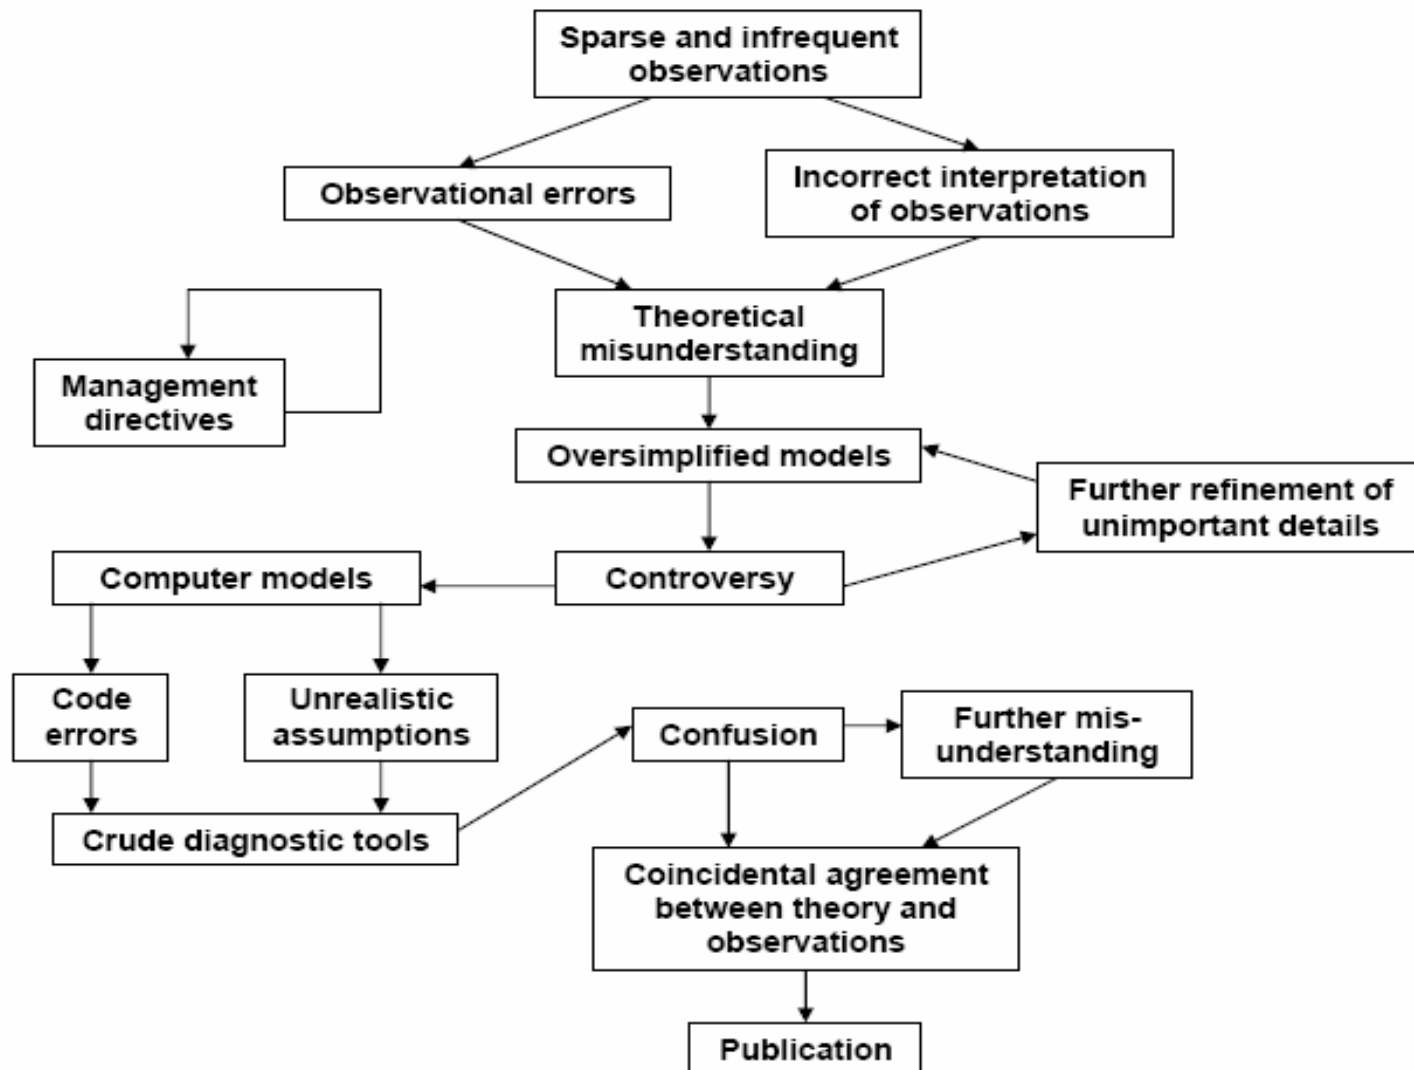 Sparse and infrequent
observations
Observational errors
Incorrect interpretation
of observations
Theoretical
misunderstanding
Management
directives
Oversimplified models
Further refinement of
unimportant details
Computer models
Controversy
Code
errors
Unrealistic
assumptions
Confusion
Further mis-
understanding
Crude diagnostic tools
Coincidental agreement
between theory and
observations
Publication